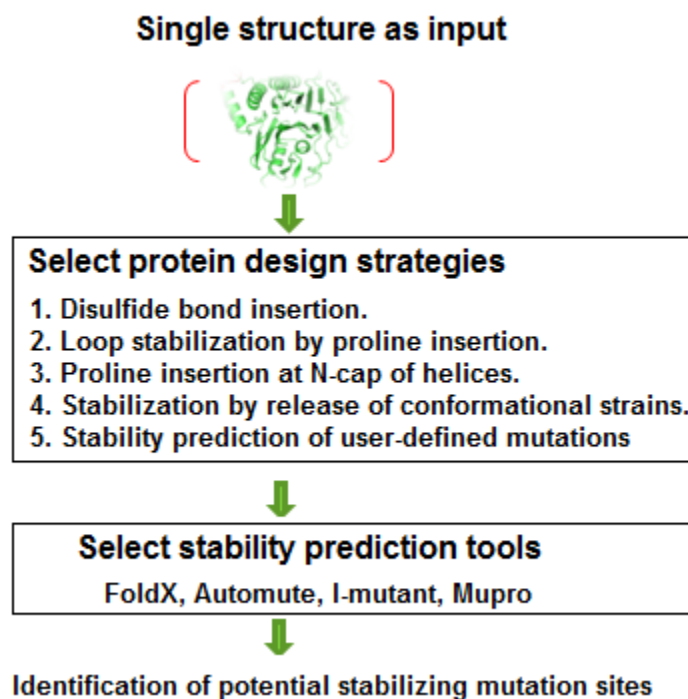 Single structure as input
Select protein design strategies
1. Disulfide bond insertion.
2. Loop stabilization by proline insertion.
3. Proline insertion at N-cap of helices.
4. Stabilization by release of conformational strains.
5. Stability prediction of user-defined mutations
Select stability prediction tools
FoldX, Automute, I-mutant, Mupro
Identification of potential stabilizing mutation sites